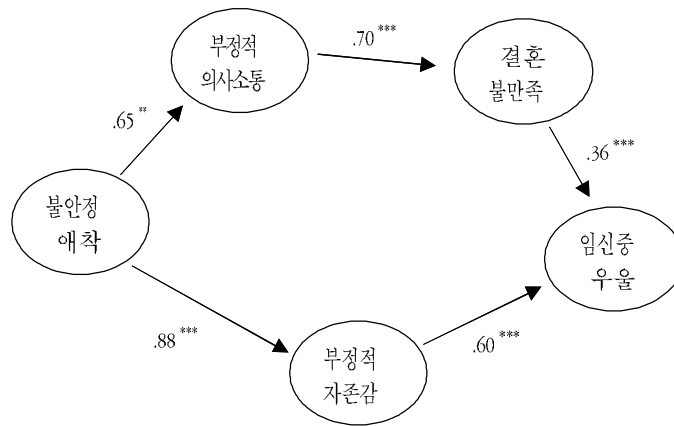 부정적
의사소통
.70 ***
결혼
불만족
.65 **
.36 ***
불안정
애착
임신중
우울
.88 ***
.60 ***
부정적
자존감